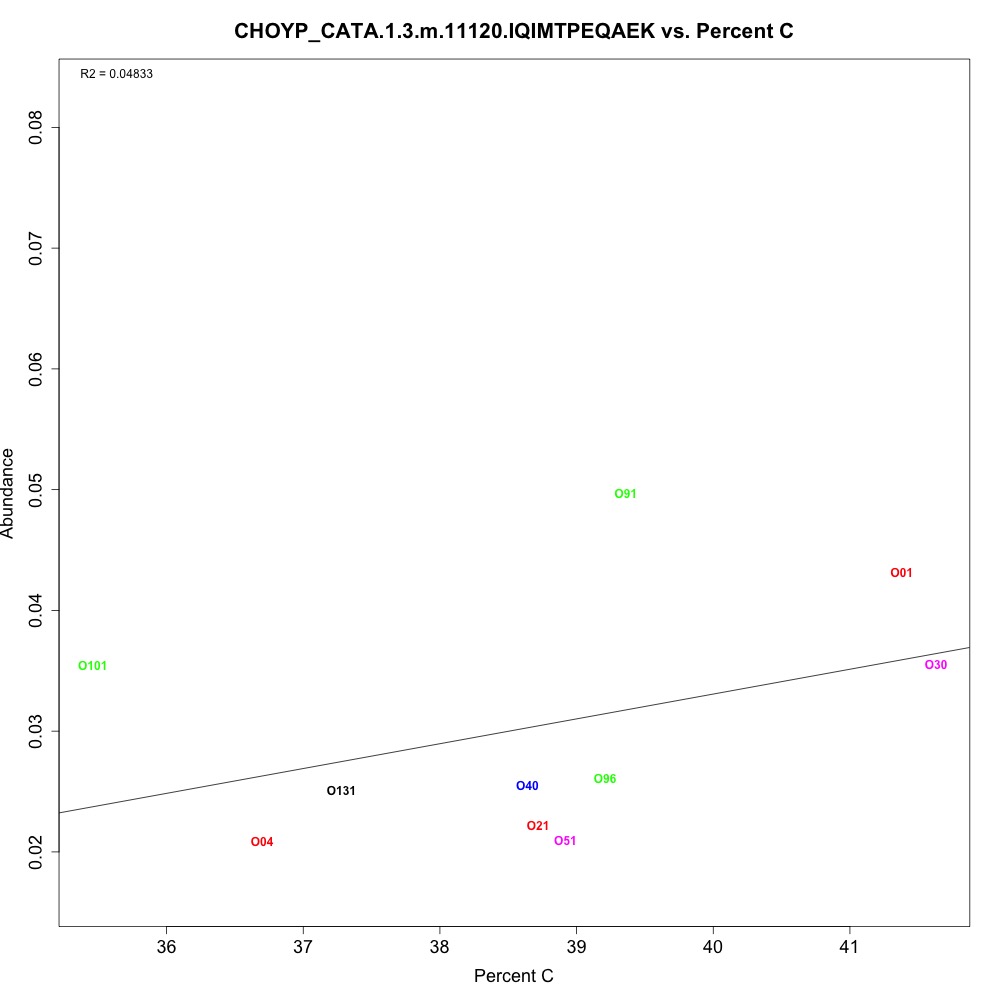 CHOYP_CATA.1.3.m.11120.IQIMTPEQAEK vs. Percent C
R2 = 0.04833
0.08
0.07
0.06
0.05
0.04
0.03
0.02
Abundance
O91
O01
O101
O30
O96
O40
O131
O21
O51
O04
36 37 38 39 40 41
Percent C